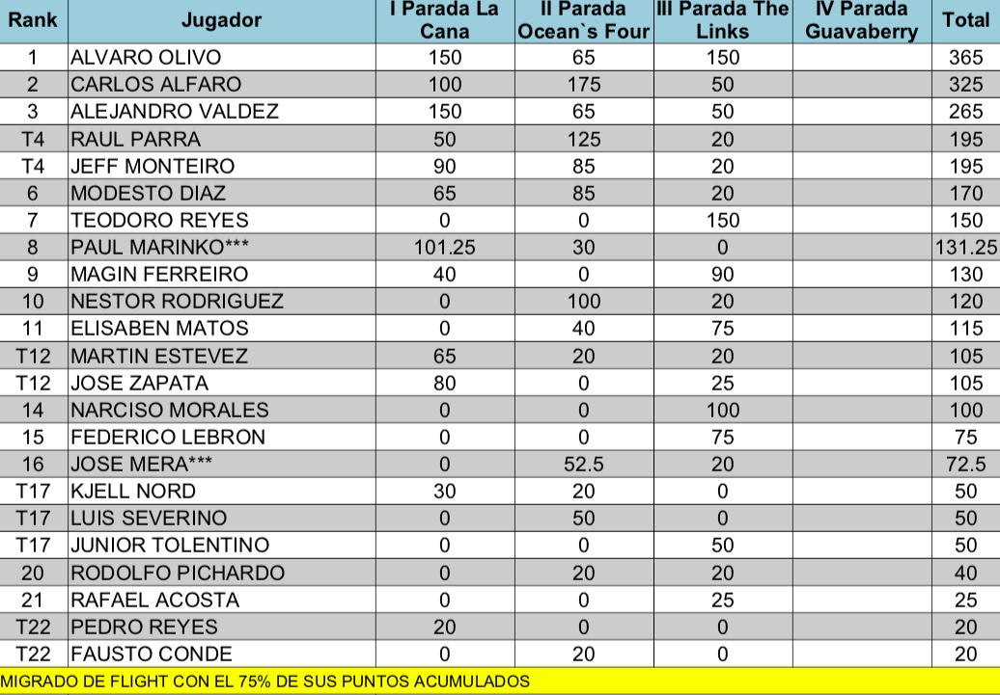 Rank Jugador I Parada La Cana II Parada Ocean`s Four III Parada The Links IV Parada Guavaberry Total
1 ALVARO OLIVO 150 65 150 365
2 CARLOS ALFARO 100 175 50 325
3 ALEJANDRO VALDEZ 150 65 50 265
T4 RAUL PARRA 50 125 20 195
T4 JEFF MONTEIRO 90 85 20 195
6 MODESTO DIAZ 65 85 20 170
7 TEODORO REYES 0 0 150 150
8 PAUL MARINKO*** 101.25 30 0 131.25
9 MAGIN FERREIRO 40 0 90 130
10 NESTOR RODRIGUEZ 0 100 20 120
11 ELISABEN MATOS 0 40 75 115
T12 MARTIN ESTEVEZ 65 20 20 105
T12 JOSE ZAPATA 80 0 25 105
14 NARCISO MORALES 0 0 100 100
15 FEDERICO LEBRON 0 0 75 75
16 JOSE MERA*** 0 52.5 20 72.5
T17 KJELL NORD 30 20 0 50
T17 LUIS SEVERINO 0 50 0 50
T17 JUNIOR TOLENTINO 0 0 50 50
20 RODOLFO PICHARDO 0 20 20 40
21 RAFAEL ACOSTA 0 0 25 25
T22 PEDRO REYES 20 0 0 20
T22 FAUSTO CONDE 0 20 0 20
MIGRADO DE FLIGHT CON EL 75% DE SUS PUNTOS ACUMULADOS